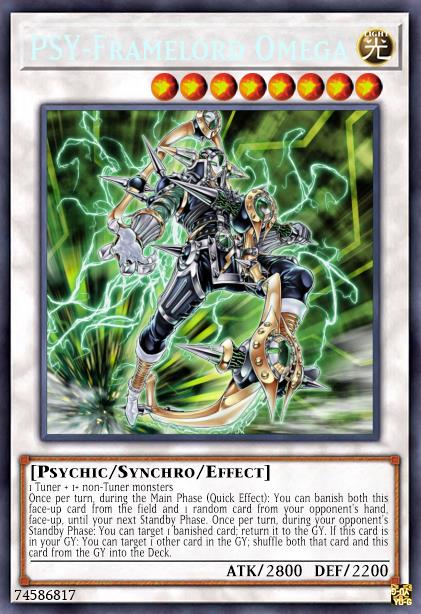 PSY-Framelord Omega
LIGHT
光
[Psychic/Synchro/Effect]
1 Tuner + 1+ non-Tuner monsters
Once per turn, during the Main Phase (Quick Effect): You can banish both this
face-up card from the field and 1 random card from your opponent's hand,
face-up, until your next Standby Phase. Once per turn, during your opponent's
Standby Phase: You can target 1 banished card; return it to the GY. If this card is
in your GY: You can target 1 other card in the GY; shuffle both that card and this
card from the GY into the Deck.
ATK/2800 DEF/2200
74586817